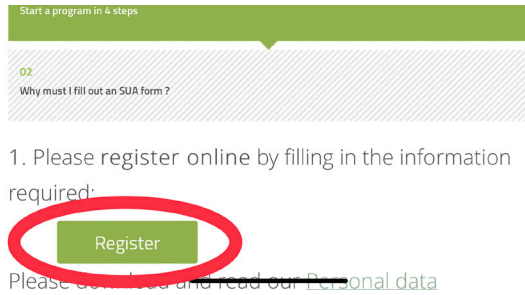 Start a program in 4 steps
02
Why must I fill out an SUA form ?
1. Please register online by filling in the information
required:
Register
Please download and read our Personal data